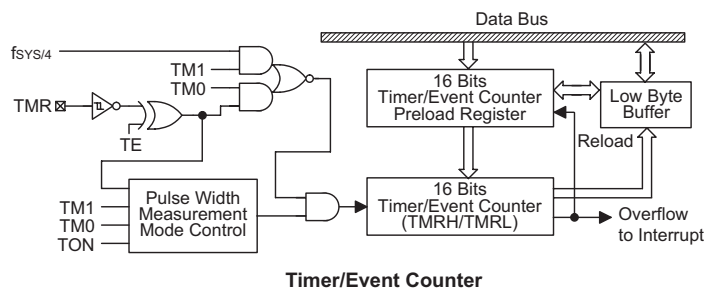 Data Bus
fSYS/4
TM1
TM0
TMR
TE
16 Bits
Timer/Event Counter
Preload Register
Low Byte
Buffer
Reload
TM1
TM0
TON
Pulse Width
Measurement
Mode Control
16 Bits
Timer/Event Counter
(TMRH/TMRL)
Overflow
to Interrupt
Timer/Event Counter